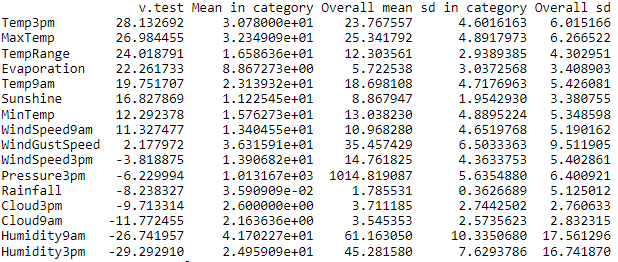 v.test Mean in category Overall mean sd in category Overall sd
Temp3pm 28.132692 3.078000e+01 23.767557 4.6016163 6.015166
MaxTemp 26.984455 3.234909e+01 25.341792 4.8917973 6.266522
TempRange 24.018791 1.658636e+01 12.303561 2.9389385 4.302951
Evaporation 22.261733 8.867273e+00 5.722538 3.0372568 3.408903
Temp9am 19.751707 2.313932e+01 18.698108 4.7176963 5.426081
Sunshine 16.827869 1.122545e+01 8.867947 1.9542930 3.380755
MinTemp 12.292378 1.576273e+01 13.038230 4.8895224 5.348598
WindSpeed9am 11.327477 1.340455e+01 10.968280 4.6519768 5.190162
WindGustSpeed 2.177972 3.631591e+01 35.457429 6.5033363 9.511905
WindSpeed3pm -3.818875 1.390682e+01 14.761825 4.3633753 5.402861
Pressure3pm -6.229994 1.013167e+03 1014.819087 5.6354880 6.400921
Rainfall -8.238327 3.590909e-02 1.785531 0.3626689 5.125012
Cloud3pm -9.713314 2.600000e+00 3.711185 2.7442502 2.760633
Cloud9am -11.772455 2.163636e+00 3.545353 2.5735623 2.832315
Humidity9am -26.741957 4.170227e+01 61.163050 10.3350680 17.561296
Humidity3pm -29.292910 2.495909e+01 45.281580 7.6293786 16.741870